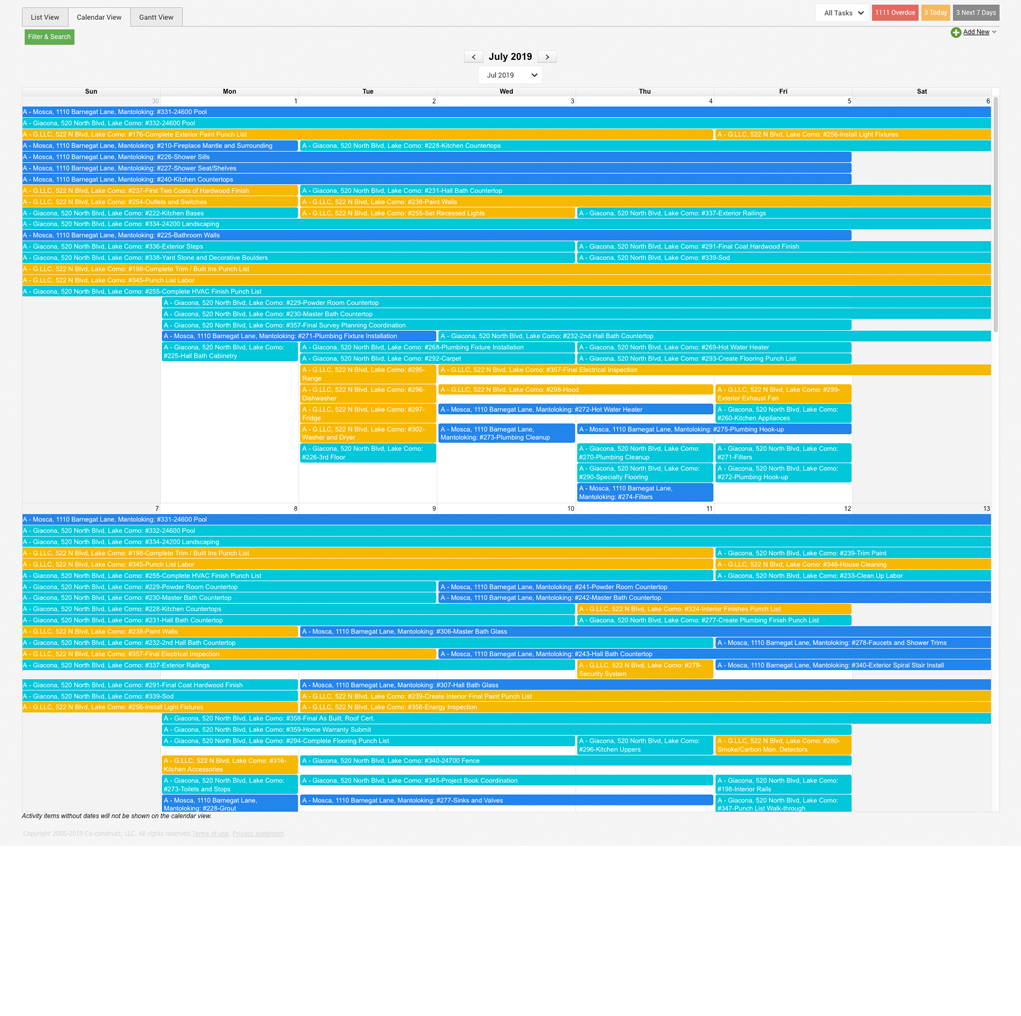 List View
Calendar View
Gantt View
All Tasks
1111 Overdue
3 Today
3 Next 7 Days
Filter & Search
Add New
July 2019
Jul 2019
Sun Mon Tue Wed Thu Fri Sat
30 1 2 3 4 5 6
A - Mosca, 1110 Barnegat Lane, Mantoloking: #331-24600 Pool
A - Giacona, 520 North Blvd, Lake Como: #332-24600 Pool
A - G.LLC, 522 N Blvd, Lake Como: #176-Complete Exterior Paint Punch List
A - G.LLC, 522 N Blvd, Lake Como: #256-Install Light Fixtures
A - Mosca, 1110 Barnegat Lane, Mantoloking: #210-Fireplace Mantle and Surrounding
A - Giacona, 520 North Blvd, Lake Como: #228-Kitchen Countertops
A - Mosca, 1110 Barnegat Lane, Mantoloking: #226-Shower Sills
A - Mosca, 1110 Barnegat Lane, Mantoloking: #227-Shower Seat/Shelves
A - Mosca, 1110 Barnegat Lane, Mantoloking: #240-Kitchen Countertops
A - G.LLC, 522 N Blvd, Lake Como: #237-First Two Coats of Hardwood Finish
A - Giacona, 520 North Blvd, Lake Como: #231-Hall Bath Countertop
A - G.LLC, 522 N Blvd, Lake Como: #254-Outlets and Switches
A - G.LLC, 522 N Blvd, Lake Como: #236-Paint Walls
A - Giacona, 520 North Blvd, Lake Como: #222-Kitchen Bases
A - G.LLC, 522 N Blvd, Lake Como: #255-Set Recessed Lights
A - Giacona, 520 North Blvd, Lake Como: #337-Exterior Railings
A - Giacona, 520 North Blvd, Lake Como: #334-24200 Landscaping
A - Mosca, 1110 Barnegat Lane, Mantoloking: #225-Bathroom Walls
A - Giacona, 520 North Blvd, Lake Como: #336-Exterior Steps
A - Giacona, 520 North Blvd, Lake Como: #291-Final Coat Hardwood Finish
A - Giacona, 520 North Blvd, Lake Como: #338-Yard Stone and Decorative Boulders
A - Giacona, 520 North Blvd, Lake Como: #339-Sod
A - G.LLC, 522 N Blvd, Lake Como: #198-Complete Trim / Built Ins Punch List
A - G.LLC, 522 N Blvd, Lake Como: #345-Punch List Labor
A - Giacona, 520 North Blvd, Lake Como: #255-Complete HVAC Finish Punch List
A - Giacona, 520 North Blvd, Lake Como: #229-Powder Room Countertop
A - Giacona, 520 North Blvd, Lake Como: #230-Master Bath Countertop
A - Giacona, 520 North Blvd, Lake Como: #357-Final Survey Planning Coordination
A - Mosca, 1110 Barnegat Lane, Mantoloking: #271-Plumbing Fixture Installation
A - Giacona, 520 North Blvd, Lake Como: #232-2nd Hall Bath Countertop
A - Giacona, 520 North Blvd, Lake Como:
#225-Hall Bath Cabinetry
A - Giacona, 520 North Blvd, Lake Como: #268-Plumbing Fixture Installation
A - Giacona, 520 North Blvd, Lake Como: #269-Hot Water Heater
A - Giacona, 520 North Blvd, Lake Como: #292-Carpet
A - Giacona, 520 North Blvd, Lake Como: #293-Create Flooring Punch List
A - G.LLC, 522 N Blvd, Lake Como: #295-
Range
A - G.LLC, 522 N Blvd, Lake Como: #357-Final Electrical Inspection
A - G.LLC, 522 N Blvd, Lake Como: #296-
Dishwasher
A - G.LLC, 522 N Blvd, Lake Como: #298-Hood
A - G.LLC, 522 N Blvd, Lake Como: #299-
Exterior Exhaust Fan
A - G.LLC, 522 N Blvd, Lake Como: #297-
Fridge
A - Mosca, 1110 Barnegat Lane, Mantoloking: #272-Hot Water Heater
A - Giacona, 520 North Blvd, Lake Como:
#260-Kitchen Appliances
A - G.LLC, 522 N Blvd, Lake Como: #302-
Washer and Dryer
A - Mosca, 1110 Barnegat Lane,
Mantoloking: #273-Plumbing Cleanup
A - Mosca, 1110 Barnegat Lane, Mantoloking: #275-Plumbing Hook-up
A - Giacona, 520 North Blvd, Lake Como:
#226-3rd Floor
A - Giacona, 520 North Blvd, Lake Como:
#270-Plumbing Cleanup
A - Giacona, 520 North Blvd, Lake Como:
#271-Filters
A - Giacona, 520 North Blvd, Lake Como:
#290-Specialty Flooring
A - Giacona, 520 North Blvd, Lake Como:
#272-Plumbing Hook-up
A - Mosca, 1110 Barnegat Lane,
Mantoloking: #274-Filters
7 8 9 10 11 12 13
A - Mosca, 1110 Barnegat Lane, Mantoloking: #331-24600 Pool
A - Giacona, 520 North Blvd, Lake Como: #332-24600 Pool
A - Giacona, 520 North Blvd, Lake Como: #334-24200 Landscaping
A - G.LLC, 522 N Blvd, Lake Como: #198-Complete Trim / Built Ins Punch List
A - Giacona, 520 North Blvd, Lake Como: #239-Trim Paint
A - G.LLC, 522 N Blvd, Lake Como: #345-Punch List Labor
A - G.LLC, 522 N Blvd, Lake Como: #346-House Cleaning
A - Giacona, 520 North Blvd, Lake Como: #255-Complete HVAC Finish Punch List
A - Giacona, 520 North Blvd, Lake Como: #233-Clean Up Labor
A - Giacona, 520 North Blvd, Lake Como: #229-Powder Room Countertop
A - Mosca, 1110 Barnegat Lane, Mantoloking: #241-Powder Room Countertop
A - Giacona, 520 North Blvd, Lake Como: #230-Master Bath Countertop
A - Mosca, 1110 Barnegat Lane, Mantoloking: #242-Master Bath Countertop
A - Giacona, 520 North Blvd, Lake Como: #228-Kitchen Countertops
A - G.LLC, 522 N Blvd, Lake Como: #324-Interior Finishes Punch List
A - Giacona, 520 North Blvd, Lake Como: #231-Hall Bath Countertop
A - Giacona, 520 North Blvd, Lake Como: #277-Create Plumbing Finish Punch List
A - G.LLC, 522 N Blvd, Lake Como: #236-Paint Walls
A - Mosca, 1110 Barnegat Lane, Mantoloking: #306-Master Bath Glass
A - Giacona, 520 North Blvd, Lake Como: #232-2nd Hall Bath Countertop
A - Mosca, 1110 Barnegat Lane, Mantoloking: #278-Faucets and Shower Trims
A - G.LLC, 522 N Blvd, Lake Como: #357-Final Electrical Inspection
A - Mosca, 1110 Barnegat Lane, Mantoloking: #243-Hall Bath Countertop
A - Giacona, 520 North Blvd, Lake Como: #337-Exterior Railings
A - G.LLC, 522 N Blvd, Lake Como: #279-
Security System
A - Mosca, 1110 Barnegat Lane, Mantoloking: #340-Exterior Spiral Stair Install
A - Giacona, 520 North Blvd, Lake Como: #291-Final Coat Hardwood Finish
A - Mosca, 1110 Barnegat Lane, Mantoloking: #307-Hall Bath Glass
A - Giacona, 520 North Blvd, Lake Como: #339-Sod
A - G.LLC, 522 N Blvd, Lake Como: #239-Create Interior Final Paint Punch List
A - G.LLC, 522 N Blvd, Lake Como: #256-Install Light Fixtures
A - G.LLC, 522 N Blvd, Lake Como: #356-Energy Inspection
A - Giacona, 520 North Blvd, Lake Como: #358-Final As Built, Roof Cert.
A - Giacona, 520 North Blvd, Lake Como: #359-Home Warranty Submit
A - Giacona, 520 North Blvd, Lake Como: #294-Complete Flooring Punch List
A - Giacona, 520 North Blvd, Lake Como:
#296-Kitchen Uppers
A - G.LLC, 522 N Blvd, Lake Como: #280-
Smoke/Carbon Mon. Detectors
A - G.LLC, 522 N Blvd, Lake Como: #316-
Kitchen Accessories
A - Giacona, 520 North Blvd, Lake Como: #340-24700 Fence
A - Giacona, 520 North Blvd, Lake Como:
#273-Toilets and Stops
A - Giacona, 520 North Blvd, Lake Como: #345-Project Book Coordination
A - Giacona, 520 North Blvd, Lake Como:
#198-Interior Rails
A - Mosca, 1110 Barnegat Lane,
Mantoloking: #228-Grout
A - Mosca, 1110 Barnegat Lane, Mantoloking: #277-Sinks and Valves
A - Giacona, 520 North Blvd, Lake Como:
#347-Punch List Walk-through
Activity items without dates will not be shown on the calendar view.
Copyright 2005-2019 Co-construct, LLC. All rights reserved. Terms of use. Privacy statement.